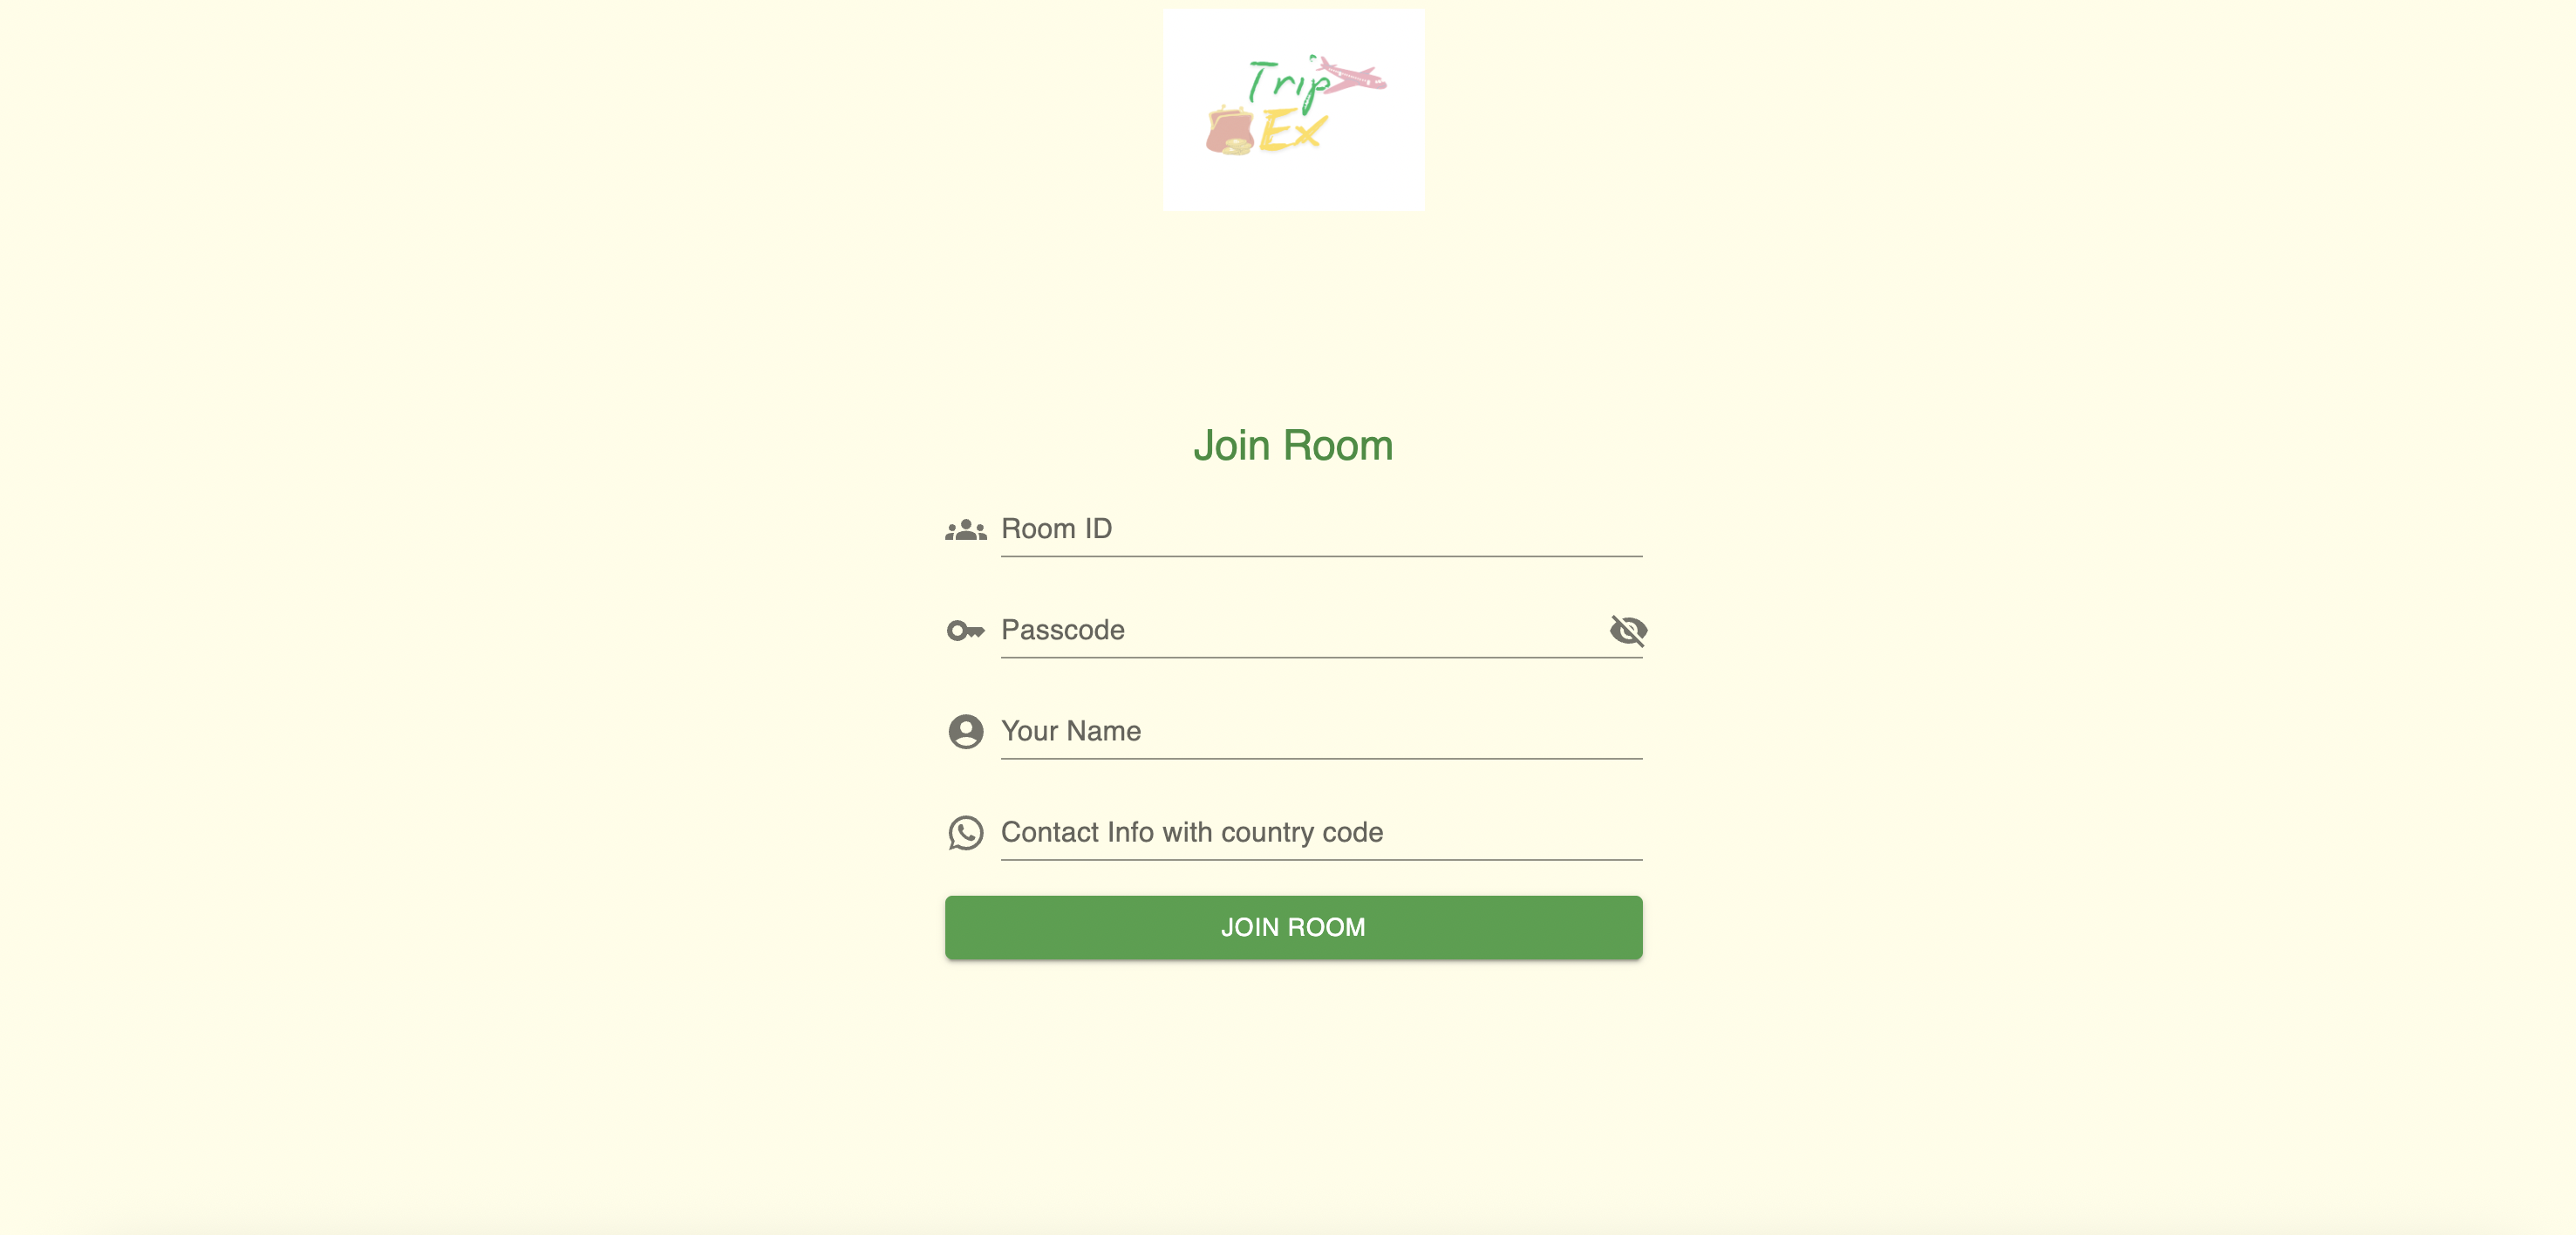 Trip
Ex
Join Room
Room ID
Passcode
Your Name
Contact Info with country code
JOIN ROOM